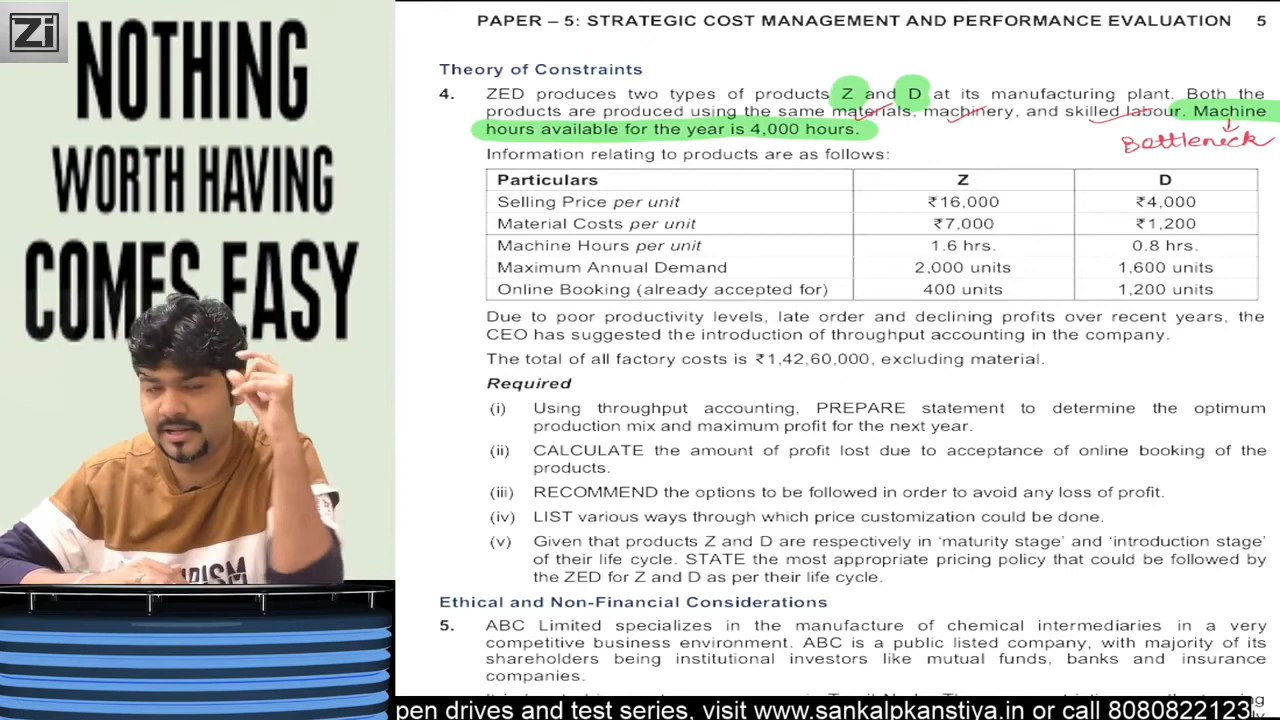 Zi
NOTHING
WORTH HAVING
COMES EASY
PAPER – 5: STRATEGIC COST MANAGEMENT AND PERFORMANCE EVALUATION 5
Theory of Constraints
4. ZED produces two types of products Z and D at its manufacturing plant. Both the
products are produced using the same materials, machinery, and skilled labour. Machine
hours available for the year is 4,000 hours.
Bottleneck
Information relating to products are as follows:
Particulars Z D
Selling Price per unit ₹16,000 ₹4,000
Material Costs per unit ₹7,000 ₹1,200
Machine Hours per unit 1.6 hrs. 0.8 hrs.
Maximum Annual Demand 2,000 units 1,600 units
Online Booking (already accepted for) 400 units 1,200 units
Due to poor productivity levels, late order and declining profits over recent years, the
CEO has suggested the introduction of throughput accounting in the company.
The total of all factory costs is ₹1,42,60,000, excluding material.
Required
(i) Using throughput accounting, PREPARE statement to determine the optimum
production mix and maximum profit for the next year.
(ii) CALCULATE the amount of profit lost due to acceptance of online booking of the
products.
(iii) RECOMMEND the options to be followed in order to avoid any loss of profit.
(iv) LIST various ways through which price customization could be done.
(v) Given that products Z and D are respectively in ‘maturity stage’ and ‘introduction stage’
of their life cycle. STATE the most appropriate pricing policy that could be followed by
the ZED for Z and D as per their life cycle.
Ethical and Non-Financial Considerations
5. ABC Limited specializes in the manufacture of chemical intermediaries in a very
competitive business environment. ABC is a public listed company, with majority of its
shareholders being institutional investors like mutual funds, banks and insurance
companies.
pen drives and test series, visit www.sankalpkanstiya.in or call 8080822123